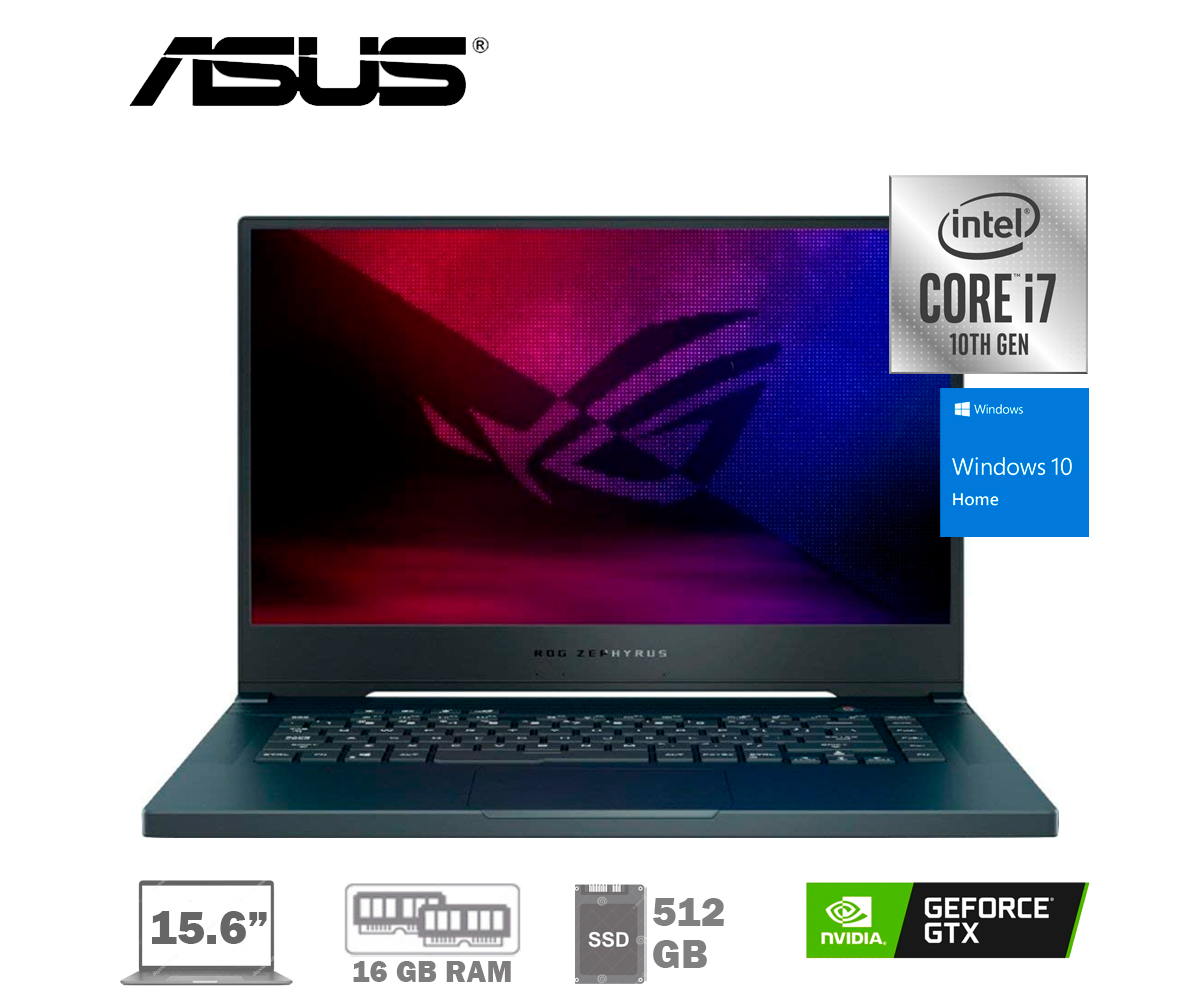 ASUS®
intel®
CORE™ i7
10TH GEN
Windows
Windows 10
Home
ROG ZEPHYRUS
15.6”
16 GB RAM
SSD
512
GB
NVIDIA®
GEFORCE®
GTX